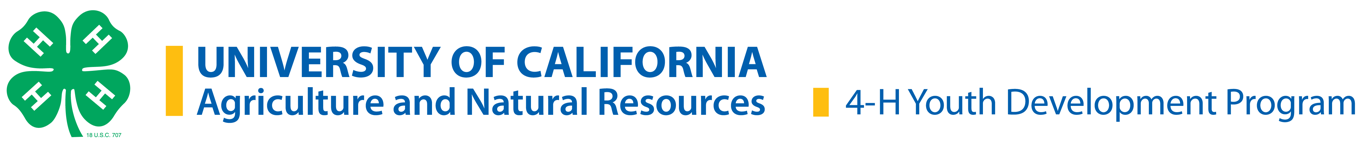 H H
H H
18 U.S.C. 707
UNIVERSITY OF CALIFORNIA
Agriculture and Natural Resources
4-H Youth Development Program